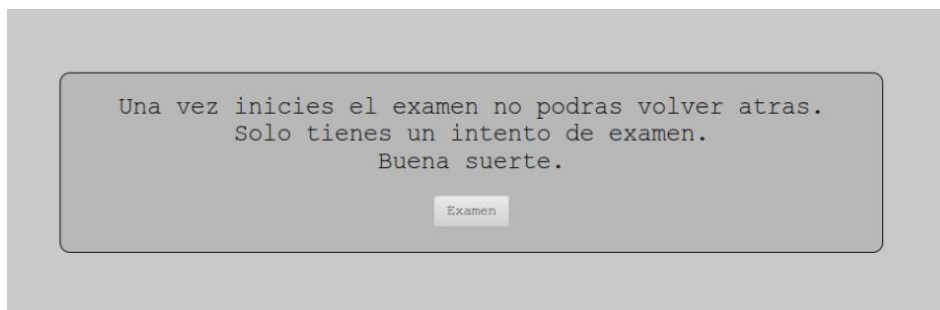 Una vez inicies el examen no podras volver atras.
Solo tienes un intento de examen.
Buena suerte.
Examen